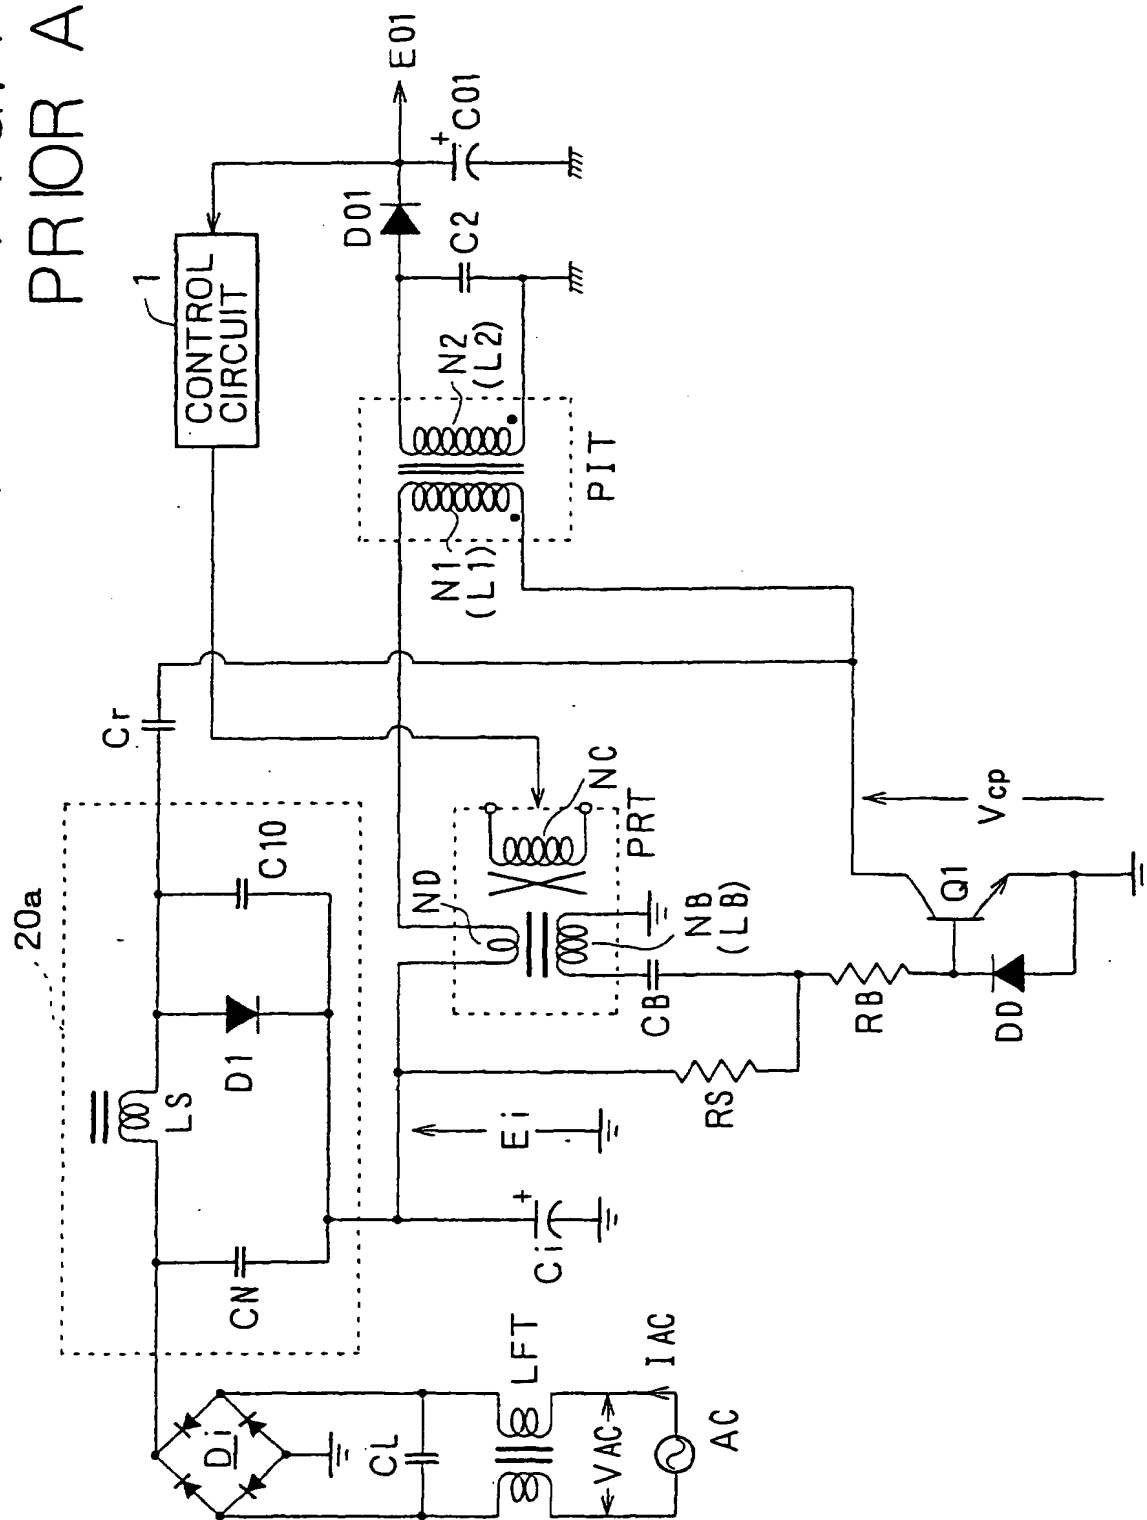 PRIOR A
E01
C01
+
D01
C2
1
CONTROL
CIRCUIT
N2
(L2)
PIT
N1
(L1)
Cr
NC
PRT
Vcp
20a
C10
ND
NB
(LB)
Q1
D1
CB
RB
DD
LS
RS
Ei
CN
+
Ci
LFT
IAC
Di
CL
VAC
AC